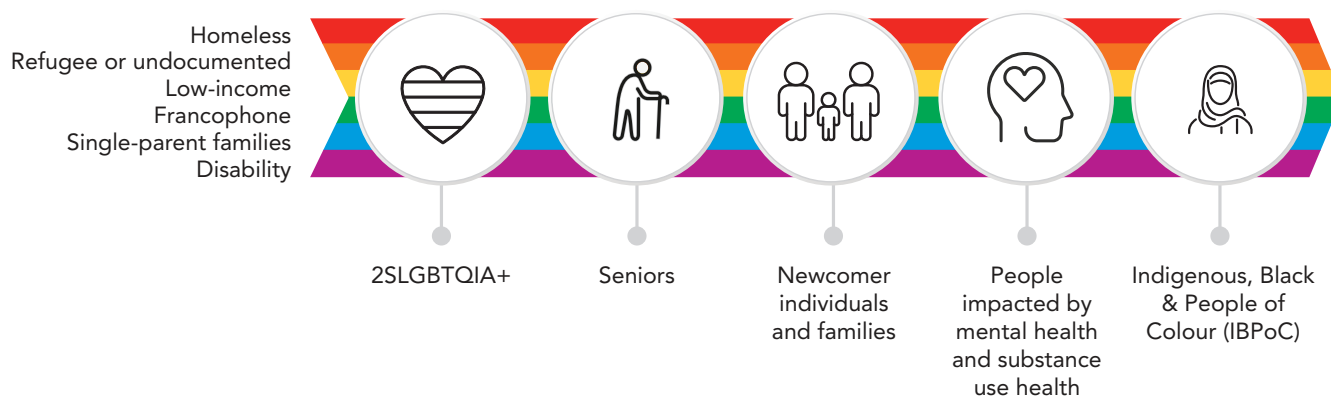 Homeless
Refugee or undocumented
Low-income
Francophone
Single-parent families
Disability
2SLGBTQIA+
Seniors
Newcomer
individuals
and families
People
impacted by
mental health
and substance
use health
Indigenous, Black
& People of
Colour (IBPoC)